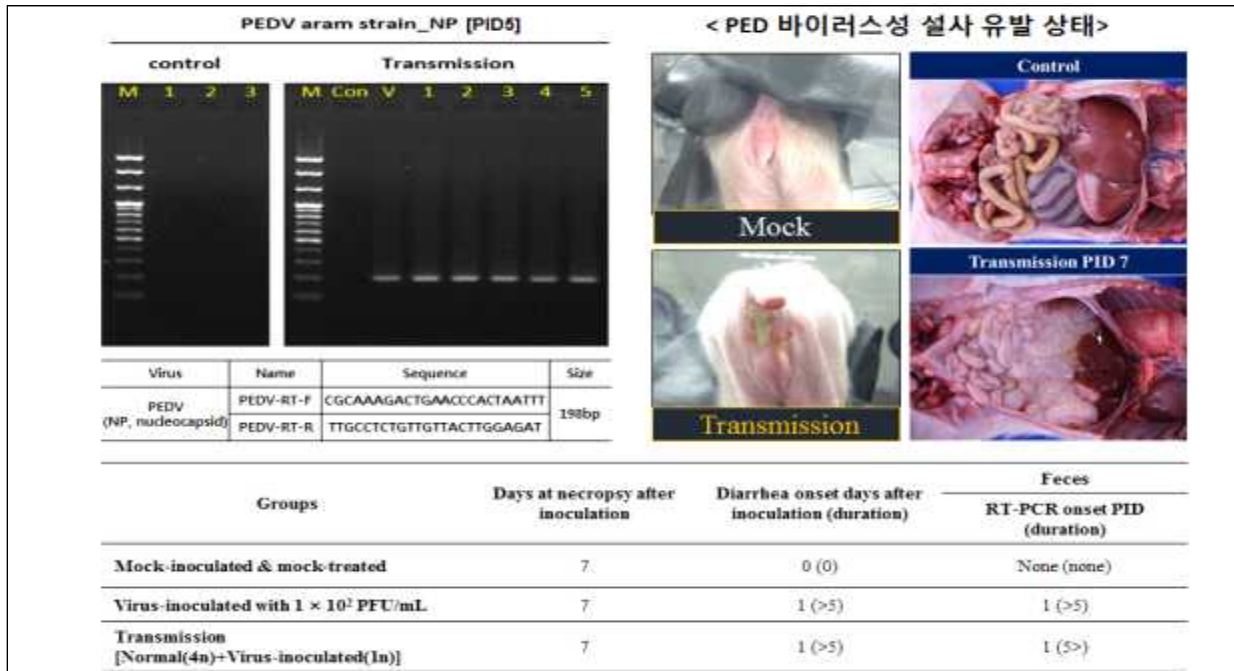 PEDV aram strain_NP [PID5]
control
Transmission
M 1 2 3
M Con V 1 2 3 4 5
Virus Name Sequence Size
PEDV (NP, nucleocapsid)
PEDV-RT-F CGCAAAGACTGAACCCACTAATTT
198bp
PEDV-RT-R TTGCCTCTGTTGTTACTTGGAGAT
< PED 바이러스성 설사 유발 상태>
Mock
Control
Transmission
Transmission PID 7
Groups
Days at necropsy after
inoculation
Diarrhea onset days after
inoculation (duration)
Feces
RT-PCR onset PID
(duration)
Mock-inoculated & mock-treated 7 0 (0) None (none)
Virus-inoculated with 1 × 10² PFU/mL 7 1 (>5) 1 (>5)
Transmission
[Normal(4n)+Virus-inoculated(1n)] 7 1 (>5) 1 (5>)